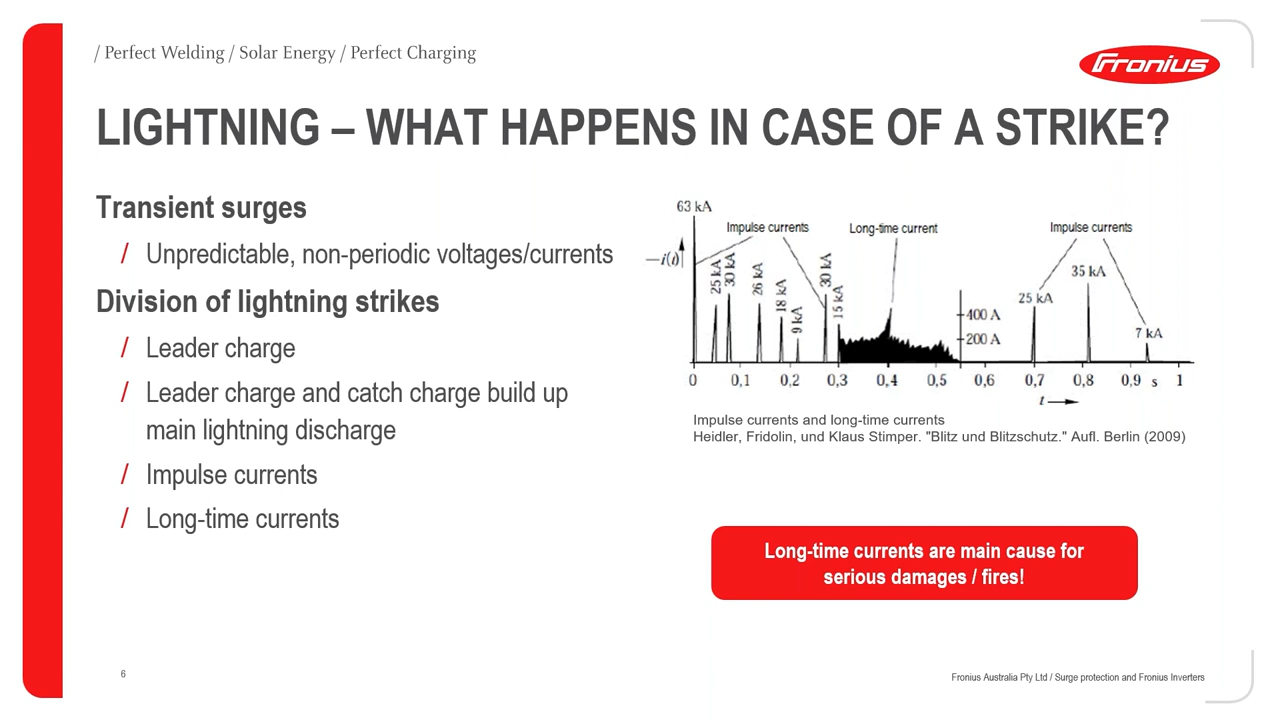 / Perfect Welding / Solar Energy / Perfect Charging
Fronius
LIGHTNING – WHAT HAPPENS IN CASE OF A STRIKE?
Transient surges
/ Unpredictable, non-periodic voltages/currents
Division of lightning strikes
/ Leader charge
/ Leader charge and catch charge build up
main lightning discharge
/ Impulse currents
/ Long-time currents
63 kA
Impulse currents
Long-time current
Impulse currents
–i(t)
25 kA
30 kA
26 kA
18 kA
9 kA
30 kA
15 kA
400 A
200 A
25 kA
35 kA
7 kA
0 0,1 0,2 0,3 0,4 0,5 0,6 0,7 0,8 0,9 s 1
t
Impulse currents and long-time currents
Heidler, Fridolin, und Klaus Stimper. "Blitz und Blitzschutz." Aufl. Berlin (2009)
Long-time currents are main cause for
serious damages / fires!
6
Fronius Australia Pty Ltd / Surge protection and Fronius Inverters